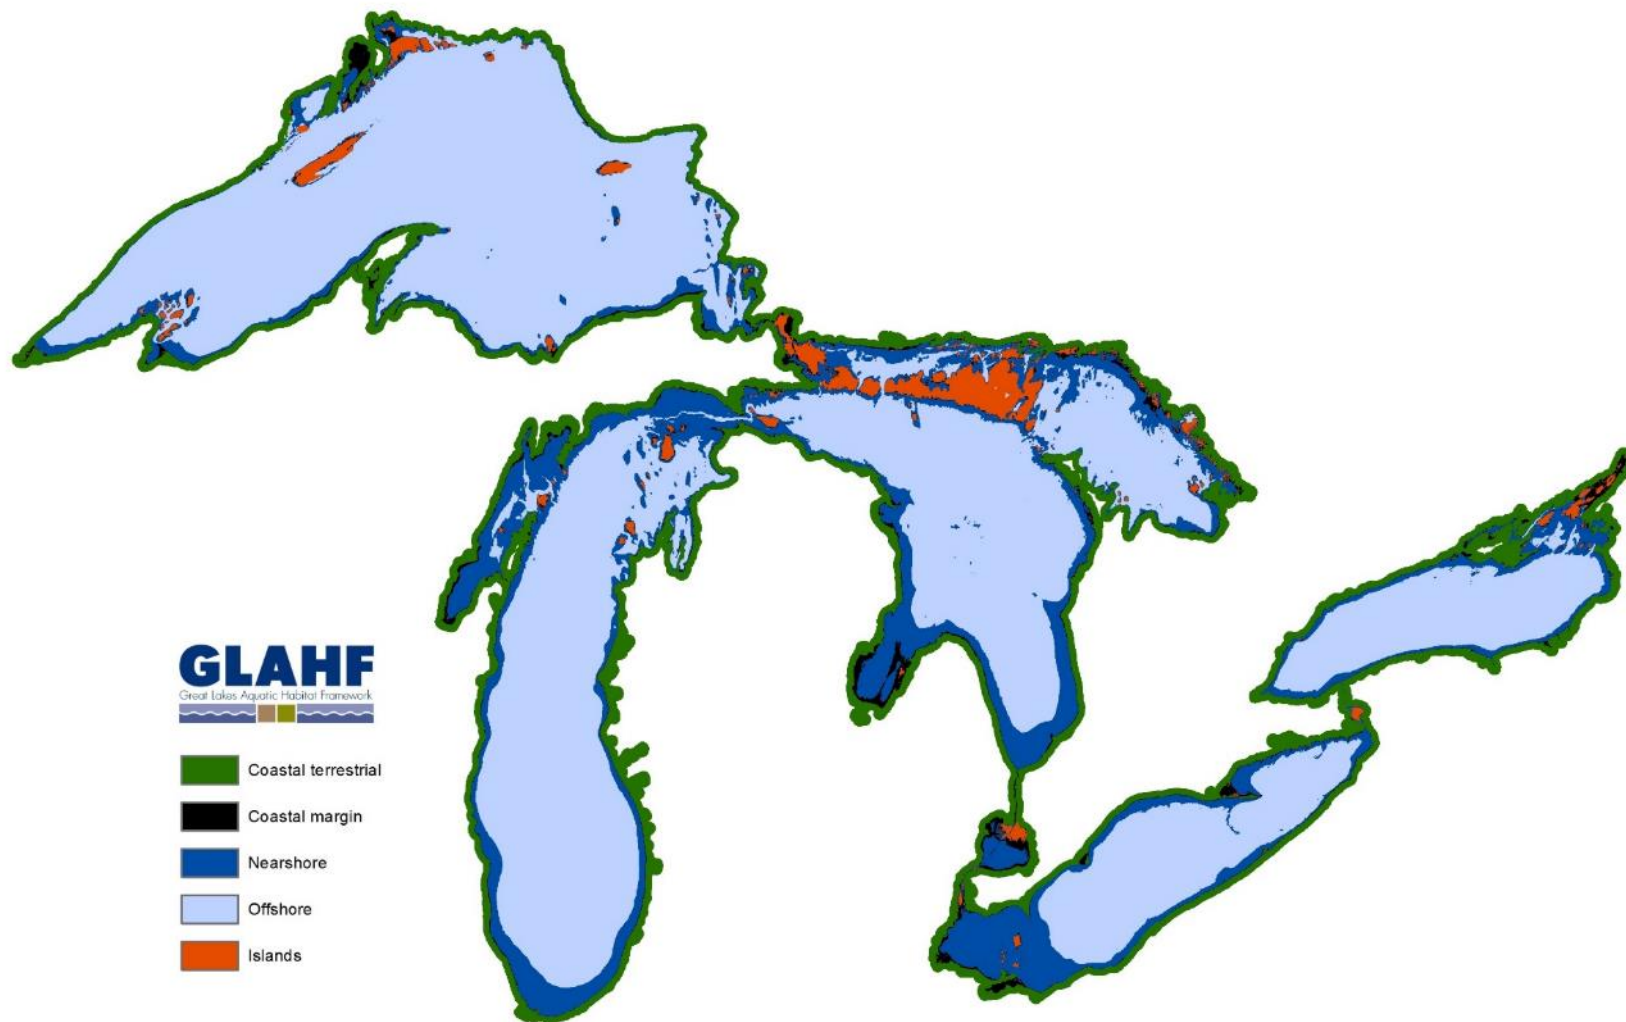 GLAHF
Great Lakes Aquatic Habitat Framework
Coastal terrestrial
Coastal margin
Nearshore
Offshore
Islands